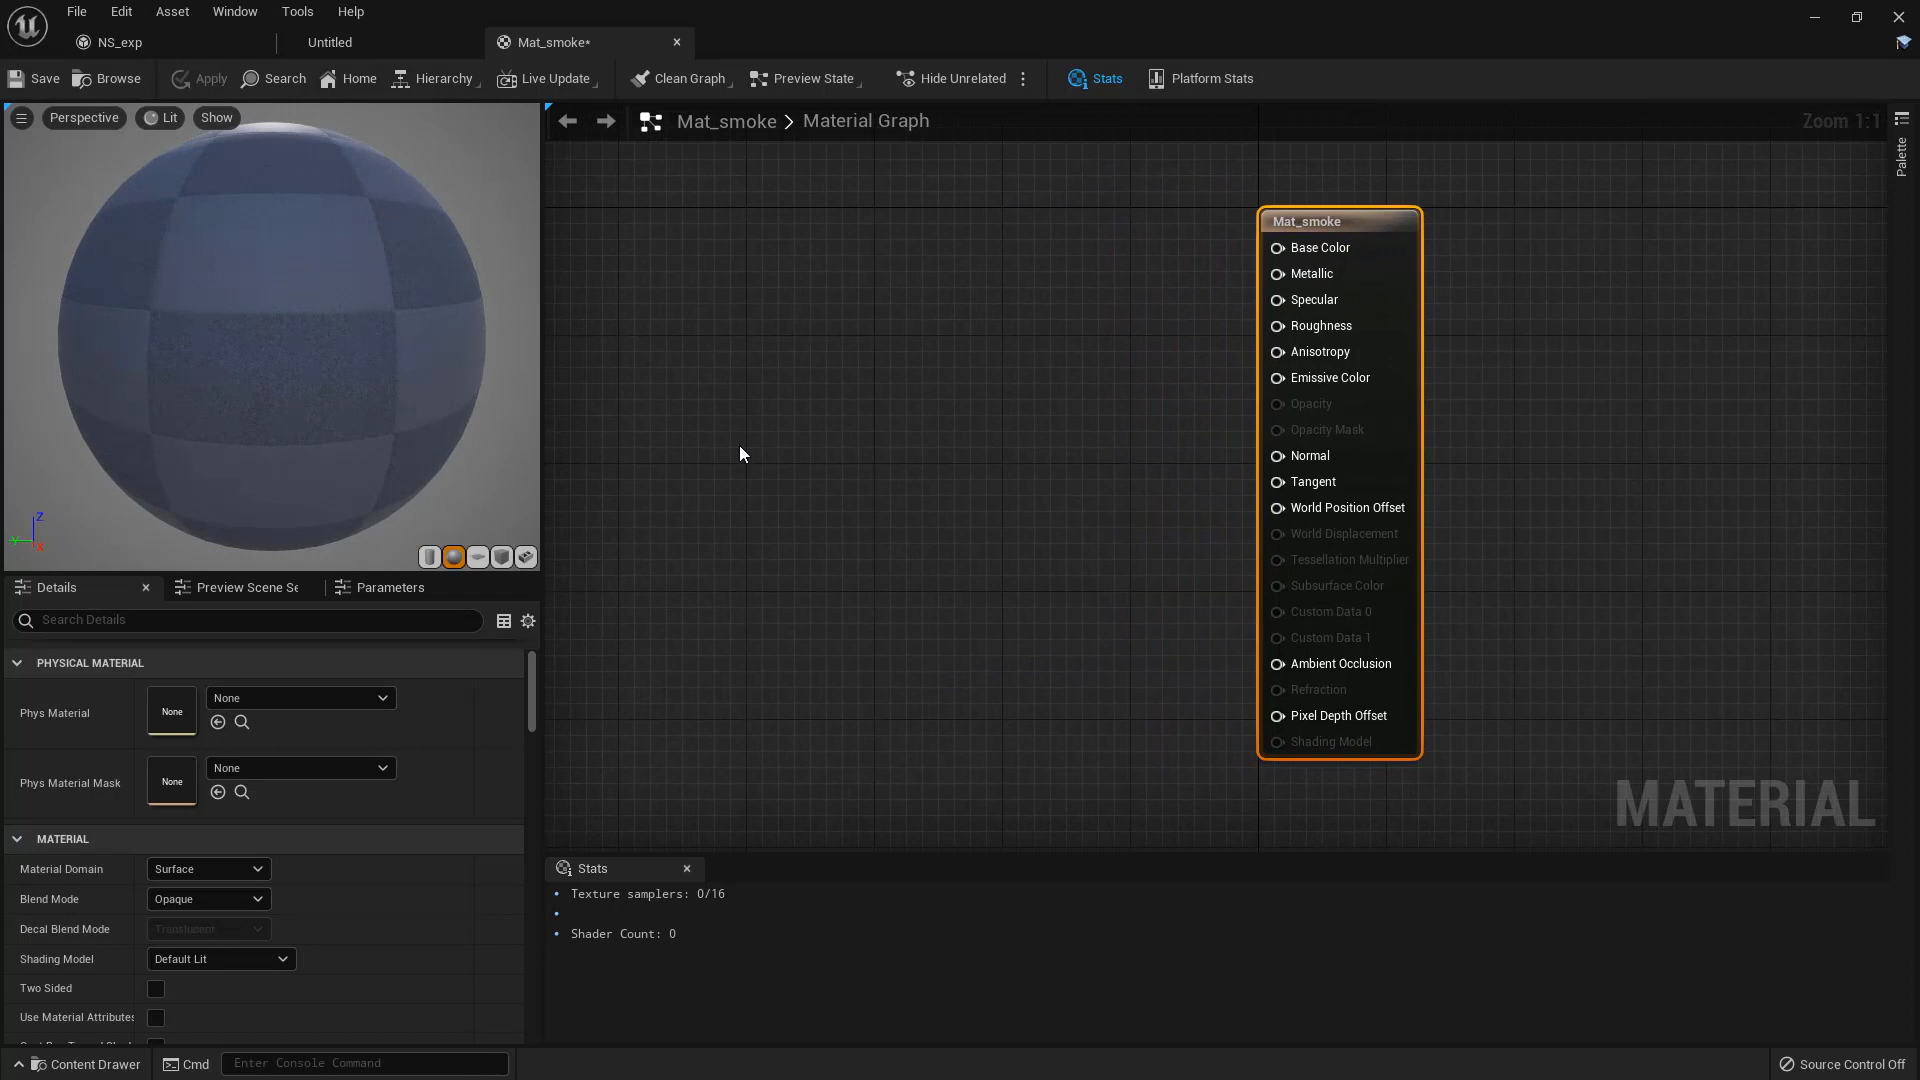 File Edit Asset Window Tools Help
NS_exp Untitled Mat_smoke*
Save Browse Apply Search Home Hierarchy Live Update Clean Graph Preview State Hide Unrelated Stats Platform Stats
Perspective Lit Show
Mat_smoke > Material Graph
Zoom 1:1
Palette
Mat_smoke
Base Color
Metallic
Specular
Roughness
Anisotropy
Emissive Color
Opacity
Opacity Mask
Normal
Tangent
World Position Offset
World Displacement
Tessellation Multiplier
Subsurface Color
Custom Data 0
Custom Data 1
Ambient Occlusion
Refraction
Pixel Depth Offset
Shading Model
MATERIAL
Z
Y
X
Details Preview Scene Se Parameters
Search Details
PHYSICAL MATERIAL
Phys Material None None
Phys Material Mask None None
MATERIAL
Material Domain Surface
Blend Mode Opaque
Decal Blend Mode Translucent
Shading Model Default Lit
Two Sided
Use Material Attributes
Stats
Texture samplers: 0/16
Shader Count: 0
Content Drawer Cmd Enter Console Command Source Control Off